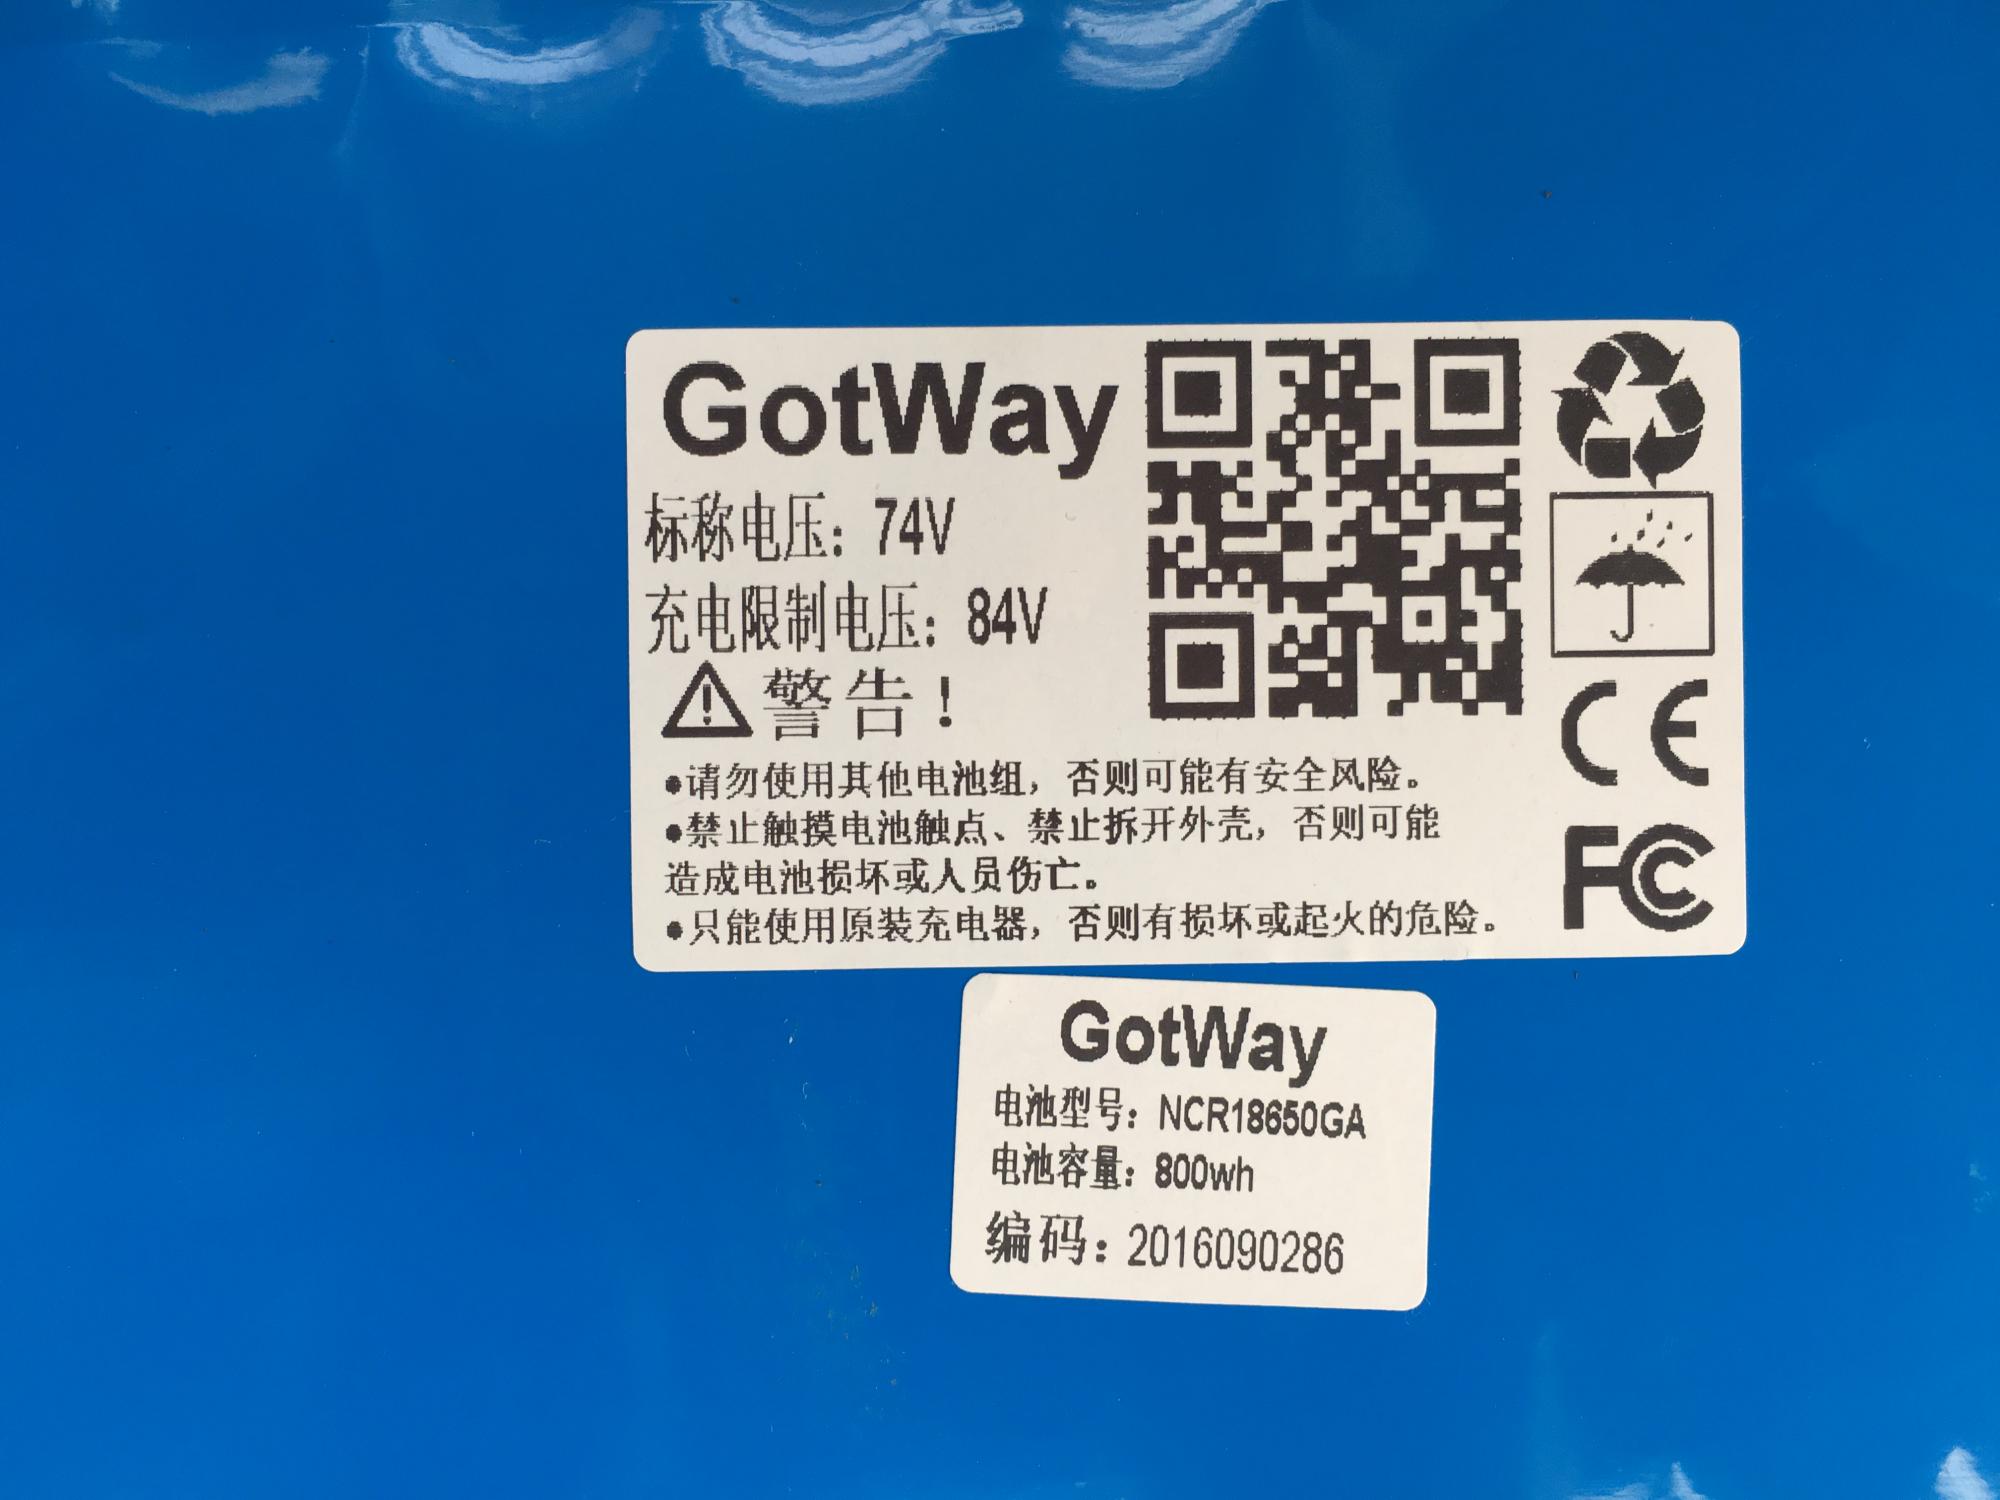 GotWay
标称电压：74V
充电限制电压：84V
警告！
●请勿使用其他电池组，否则可能有安全风险。
●禁止触摸电池触点、禁止拆开外壳，否则可能
造成电池损坏或人员伤亡。
●只能使用原装充电器，否则有损坏或起火的危险。
CE
FC
GotWay
电池型号：NCR18650GA
电池容量：800wh
编码：2016090286